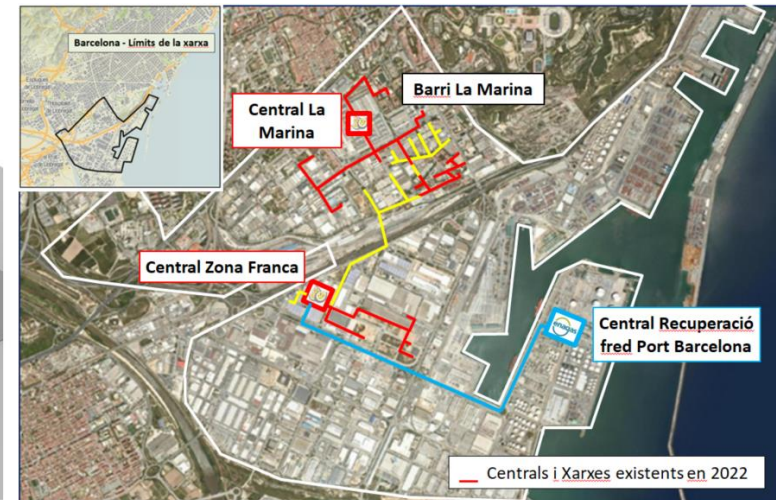 Barcelona - Límits de la xarxa
Barri La Marina
Central La
Marina
Central Zona Franca
enagas
Central Recuperació
fred Port Barcelona
Centrals i Xarxes existents en 2022